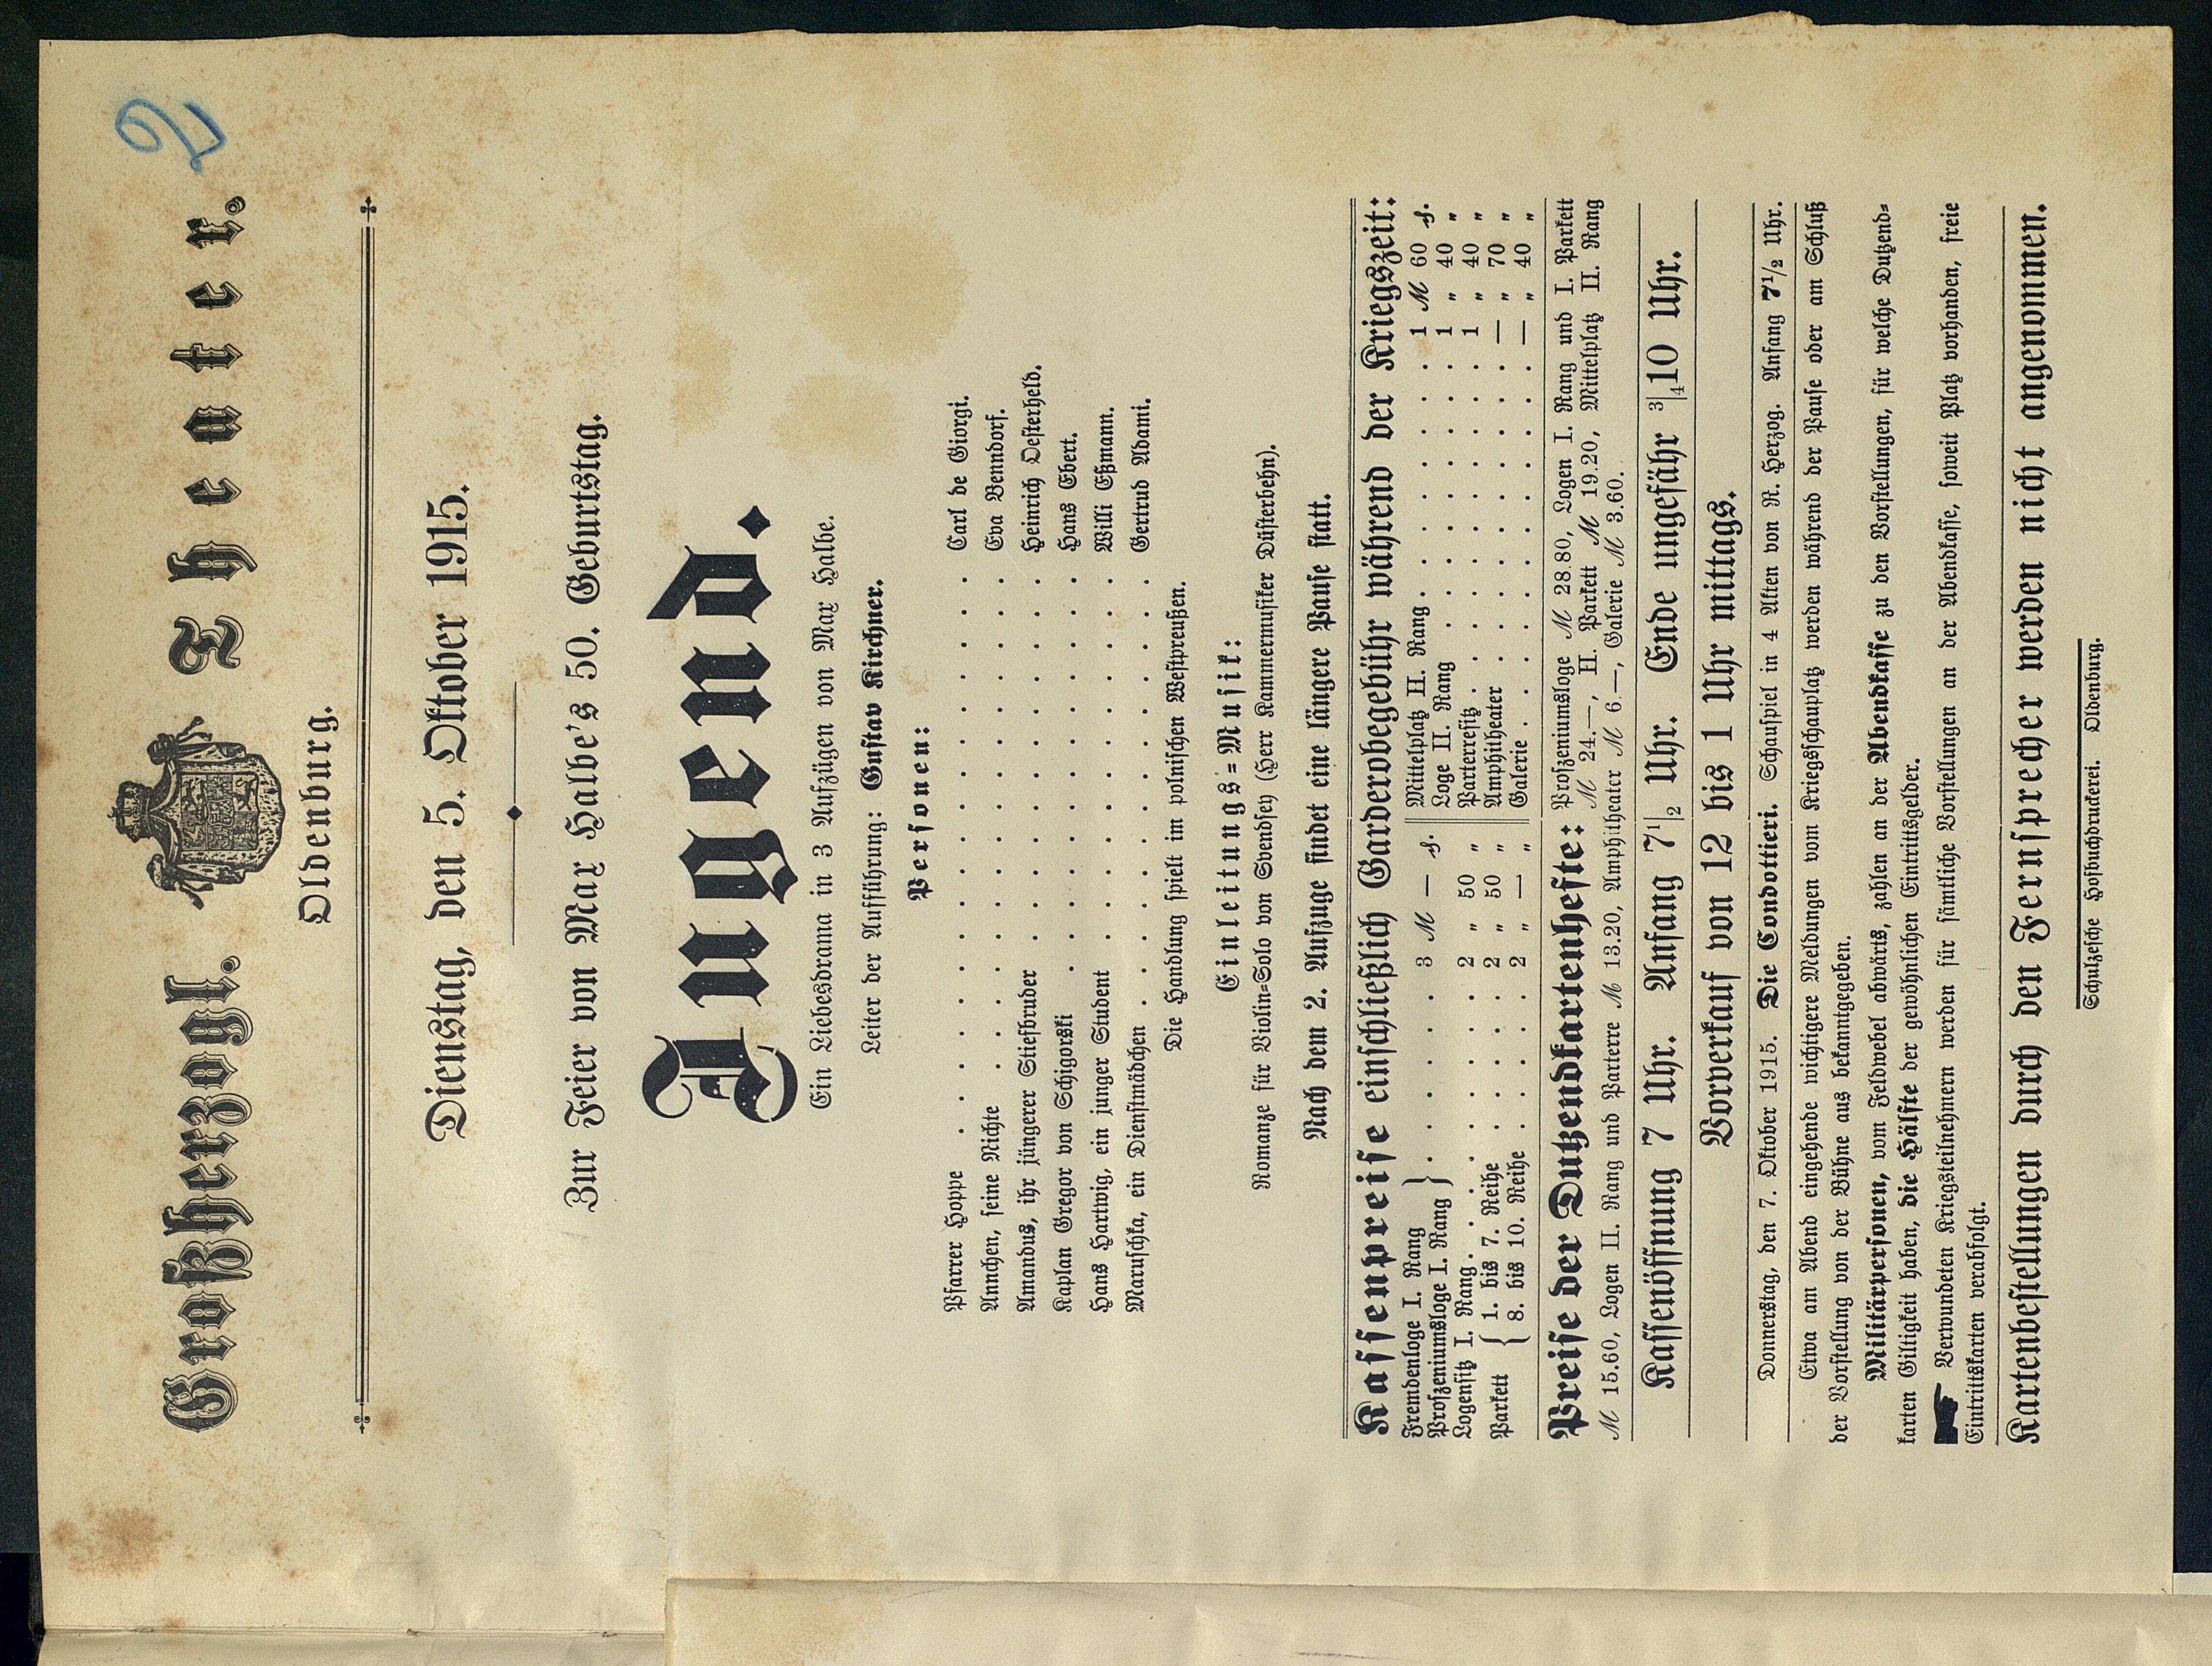 2
Großherzogl. Theater.
Oldenburg.
Dienstag, den 5. Oktober 1915.
Zur Feier von Max Halbe's 50. Geburtstag.
Jugend.
Ein Liebesdrama in 3 Aufzügen von Max Halbe.
Leiter der Aufführung: Gustav Kirchner.
Personen:
Pfarrer Hoppe . . . . . . . . . . . . . Carl de Giorgi.
Annchen, seine Nichte . . . . . . . . . . . . Eva Benndorf.
Amandus, ihr jüngerer Stiefbruder . . . . . . . . . Heinrich Oesterheld.
Kaplan Gregor von Schigorski . . . . . . . . . . Hans Ebert.
Hans Hartwig, ein junger Student . . . . . . . . . Willi Eßmann.
Maruschka, ein Dienstmädchen . . . . . . . . . . Gertrud Adami.
Die Handlung spielt im polnischen Westpreußen.
Einleitungs=Musik:
Romanze für Violin=Solo von Svendsey (Herr Kammermusiker Düsterbehn).
Nach dem 2. Aufzuge findet eine längere Pause statt.
Kassenpreise einschließlich Garderobegebühr während der Kriegszeit:
Fremdenloge I. Rang
Proszeniumsloge I. Rang } . . . . . . 3 M — ₰.
Logensitz I. Rang . . . . . . . . 2 „ 50 „
Parkett { 1. bis 7. Reihe . . . . . . 2 „ 50 „
8. bis 10. Reihe . . . . . . 2 „ — „
Mittelplatz II. Rang . . . . . . . . . 1 M 60 ₰.
Loge II. Rang . . . . . . . . . . 1 „ 40 „
Parterresitz . . . . . . . . . . . 1 „ 40 „
Amphitheater . . . . . . . . . . — „ 70 „
Galerie . . . . . . . . . . . . — „ 40 „
Preise der Dutzendkartenhefte: Proszeniumsloge M 28.80, Logen I. Rang und I. Parkett
M 24.—, II. Parkett M 19.20, Mittelplatz II. Rang
M 15.60, Logen II. Rang und Parterre M 13.20, Amphitheater M 6.—, Galerie M 3.60.
Kassenöffnung 7 Uhr. Anfang 7 1/2 Uhr. Ende ungefähr 3/4 10 Uhr.
Vorverkauf von 12 bis 1 Uhr mittags.
Donnerstag, den 7. Oktober 1915. Die Condottieri. Schauspiel in 4 Akten von R. Herzog. Anfang 7 1/2 Uhr.
Etwa am Abend eingehende wichtigere Meldungen vom Kriegsschauplatz werden während der Pause oder am Schluß
der Vorstellung von der Bühne aus bekanntgegeben.
Militärpersonen, vom Feldwebel abwärts, zahlen an der Abendkasse zu den Vorstellungen, für welche Dutzend=
karten Giltigkeit haben, die Hälfte der gewöhnlichen Eintrittsgelder.
☛ Verwundeten Kriegsteilnehmern werden für sämtliche Vorstellungen an der Abendkasse, soweit Platz vorhanden, freie
Eintrittskarten verabfolgt.
Kartenbestellungen durch den Fernsprecher werden nicht angenommen.
Schulzesche Hofbuchdruckerei. Oldenburg.